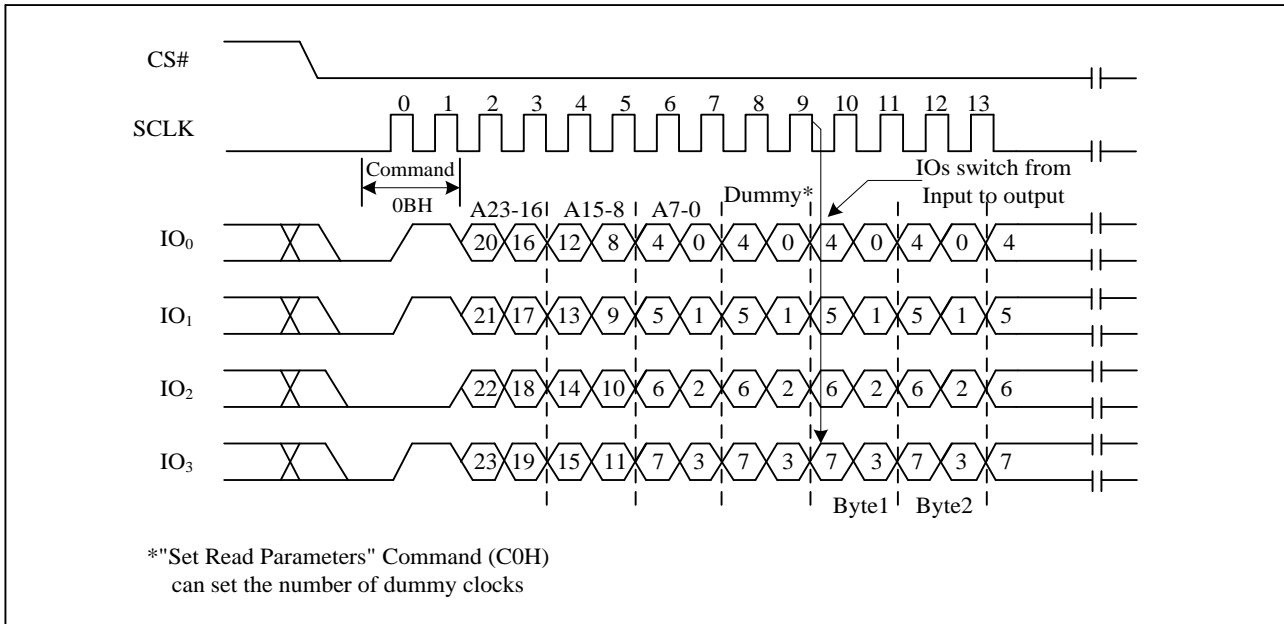 CS#
0 1 2 3 4 5 6 7 8 9 10 11 12 13
SCLK
Command
0BH
IOs switch from
Input to output
Dummy*
A23-16 A15-8 A7-0
IO₀ 20 16 12 8 4 0 4 0 4 0 4 0 4
IO₁ 21 17 13 9 5 1 5 1 5 1 5 1 5
IO₂ 22 18 14 10 6 2 6 2 6 2 6 2 6
IO₃ 23 19 15 11 7 3 7 3 7 3 7 3 7
Byte1 Byte2
*"Set Read Parameters" Command (C0H)
can set the number of dummy clocks